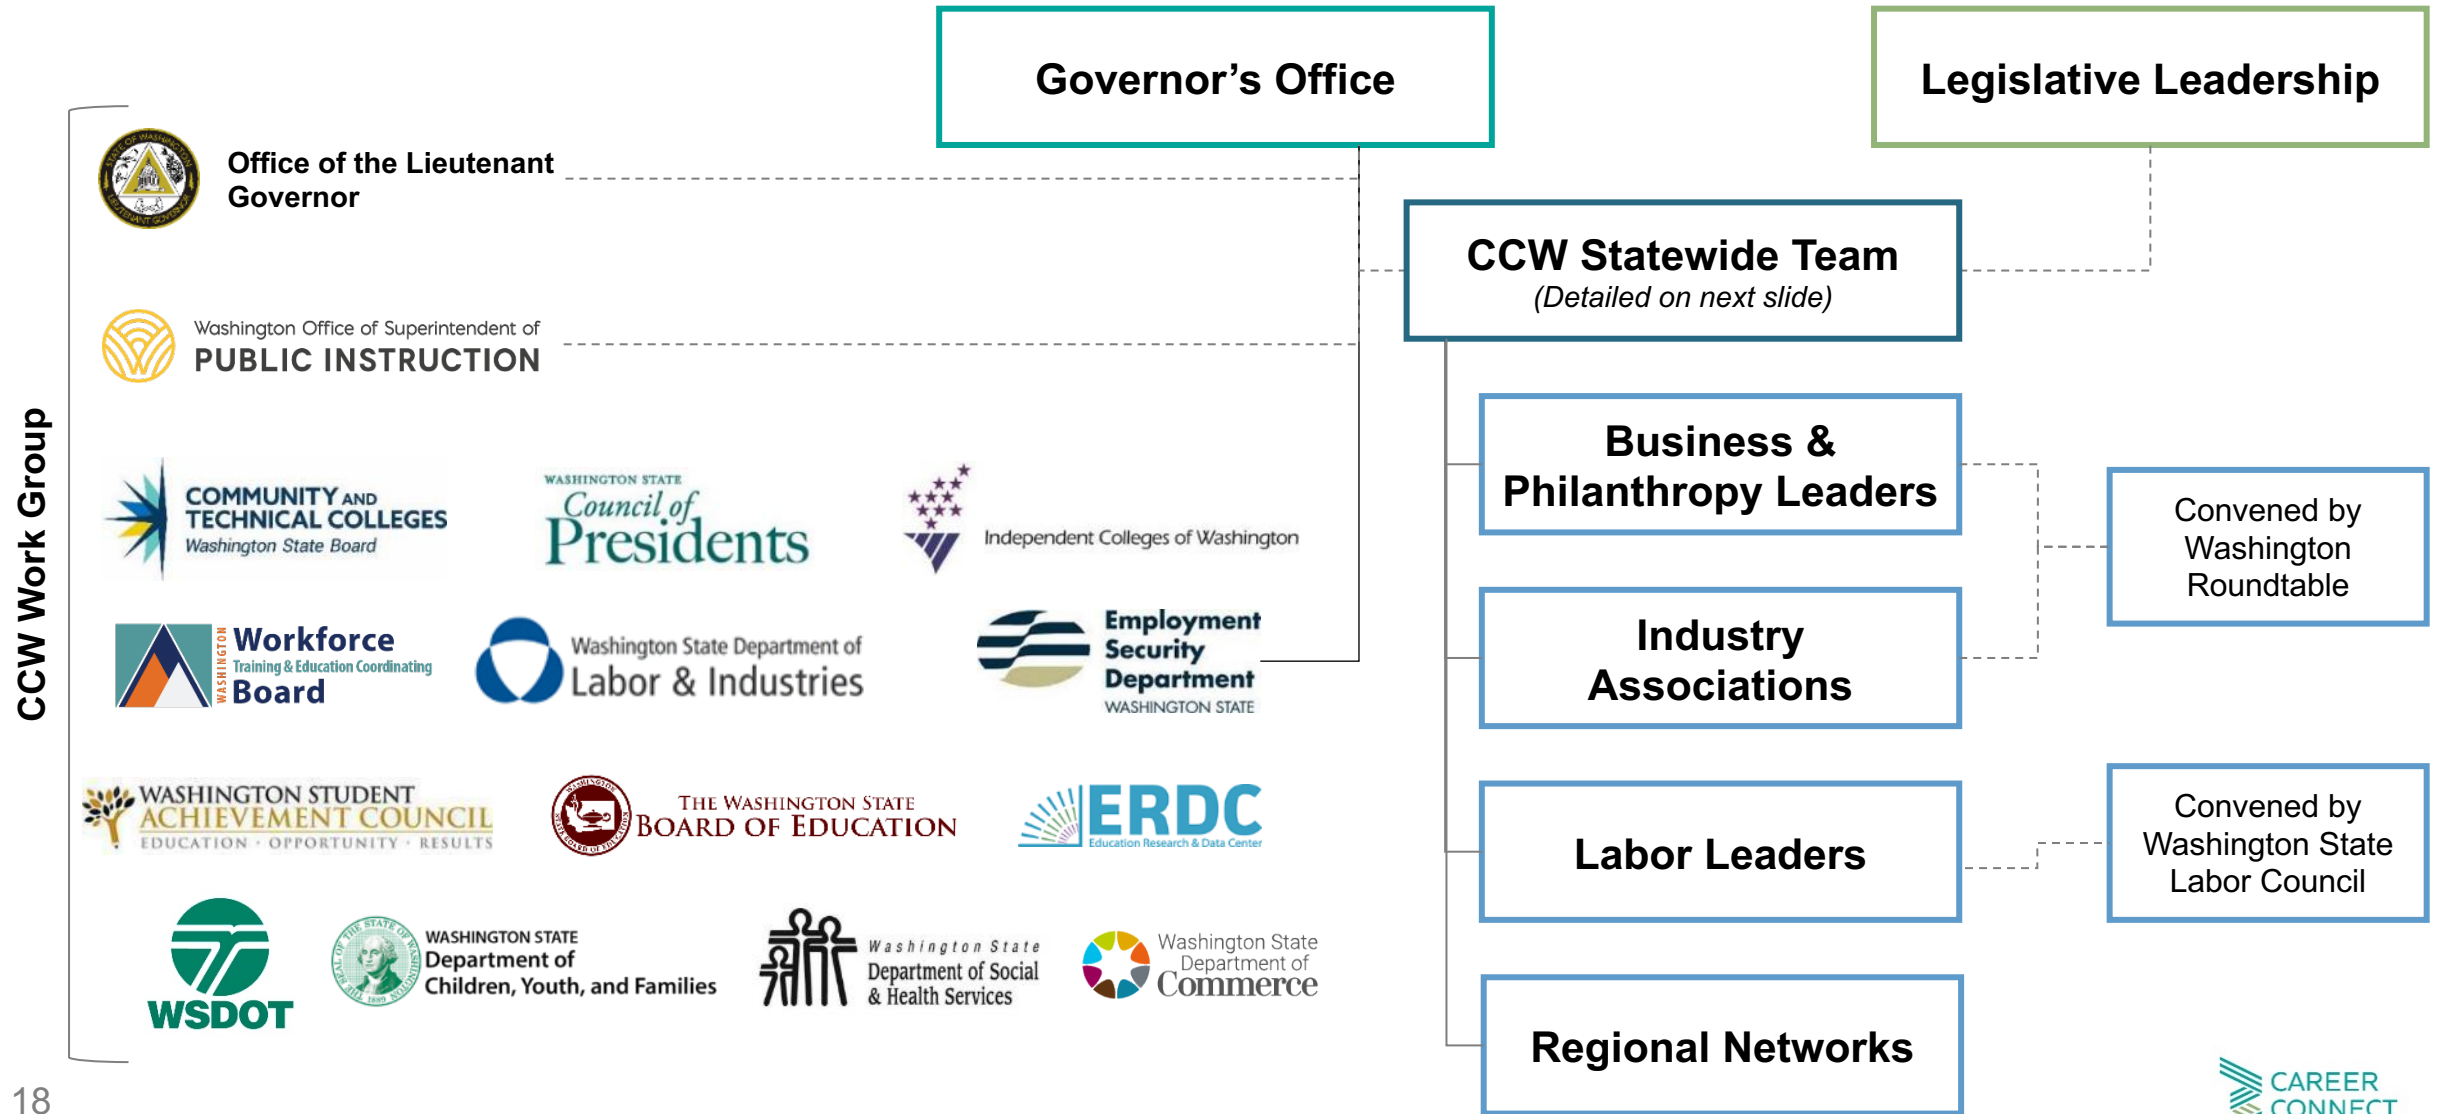 Governor’s Office
Legislative Leadership
CCW Work Group
Office of the Lieutenant
Governor
CCW Statewide Team
(Detailed on next slide)
Washington Office of Superintendent of
PUBLIC INSTRUCTION
COMMUNITY AND
TECHNICAL COLLEGES
Washington State Board
WASHINGTON STATE
Council of
Presidents
Independent Colleges of Washington
WASHINGTON
Workforce
Training & Education Coordinating
Board
Washington State Department of
Labor & Industries
Employment
Security
Department
WASHINGTON STATE
WASHINGTON STUDENT
ACHIEVEMENT COUNCIL
EDUCATION · OPPORTUNITY · RESULTS
THE WASHINGTON STATE
BOARD OF EDUCATION
ERDC
Education Research & Data Center
WSDOT
WASHINGTON STATE
Department of
Children, Youth, and Families
Washington State
Department of Social
& Health Services
Washington State
Department of
Commerce
Business &
Philanthropy Leaders
Convened by
Washington
Roundtable
Industry
Associations
Labor Leaders
Convened by
Washington State
Labor Council
Regional Networks
18
CAREER
CONNECT